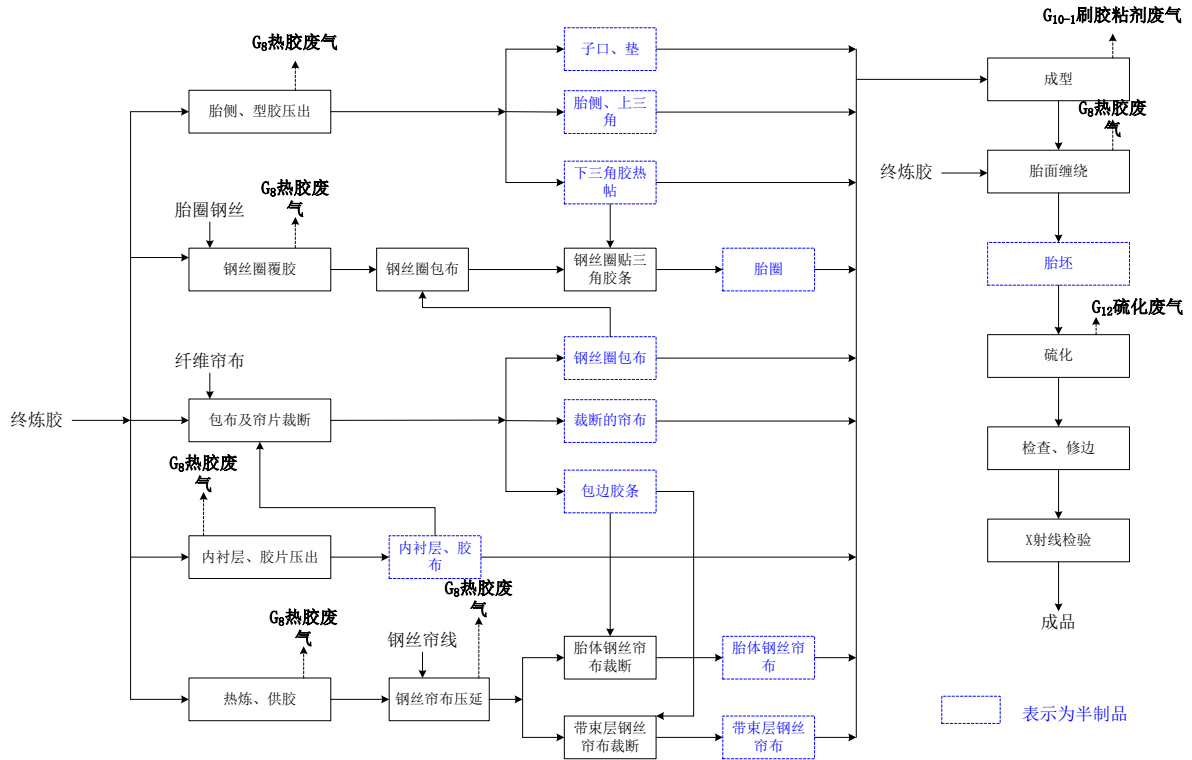 G10-1刷胶粘剂废气
G8热胶废气
子口、垫
成型
胎侧、型胶压出
胎侧、上三
角
G8热胶废
气
终炼胶
胎面缠绕
下三角胶热
帖
G8热胶废
气
胎圈钢丝
钢丝圈覆胶
钢丝圈包布
钢丝圈贴三
角胶条
胎圈
胎坯
G12硫化废气
纤维帘布
钢丝圈包布
硫化
终炼胶
包布及帘片裁断
裁断的帘布
检查、修边
G8热胶废
气
包边胶条
内衬层、胶片压出
内衬层、胶
布
X射线检验
G8热胶废
气
G8热胶废
气
成品
钢丝帘线
胎体钢丝帘
布裁断
胎体钢丝帘
布
热炼、供胶
钢丝帘布压延
带束层钢丝
帘布裁断
带束层钢丝
帘布
表示为半制品